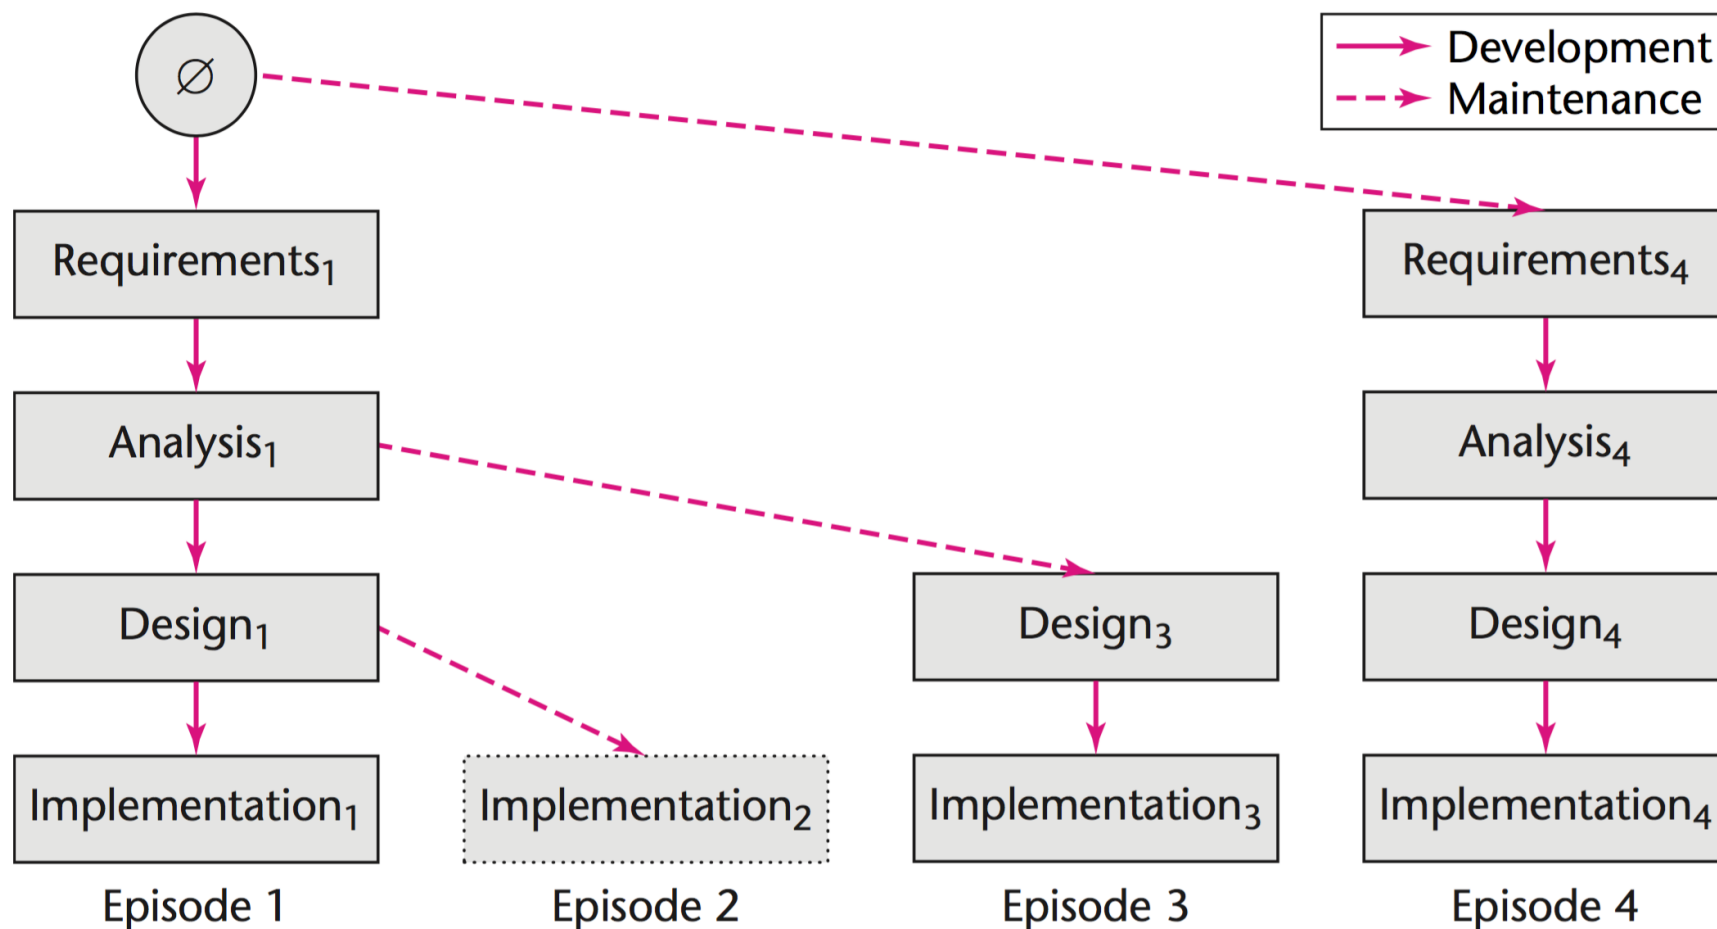 ∅
Development
Maintenance
Requirements₁
Requirements₄
Analysis₁
Analysis₄
Design₁
Design₃
Design₄
Implementation₁
Implementation₂
Implementation₃
Implementation₄
Episode 1
Episode 2
Episode 3
Episode 4